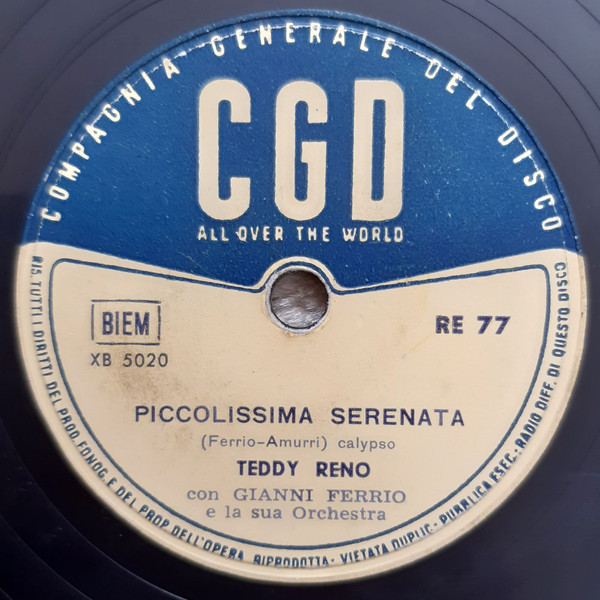 COMPAGNIA GENERALE DEL DISCO
CGD
ALL OVER THE WORLD
BIEM
XB 5020
RE 77
PICCOLISSIMA SERENATA
(Ferrio-Amurri) calypso
TEDDY RENO
con GIANNI FERRIO
e la sua Orchestra
RIS. TUTTI I DIRITTI DEL PROD. FONOG. E DEL PROP. DELL'OPERA RIPRODOTTA - VIETATA DUPLIC. - PUBBLICA ESEC. - RADIO DIFF. DI QUESTO DISCO